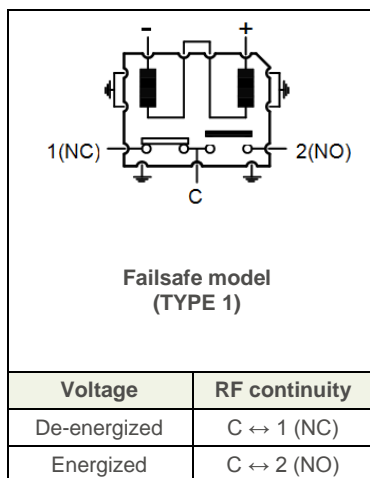 - +
1(NC) 2(NO)
C
Failsafe model
(TYPE 1)
Voltage RF continuity
De-energized C ↔ 1 (NC)
Energized C ↔ 2 (NO)